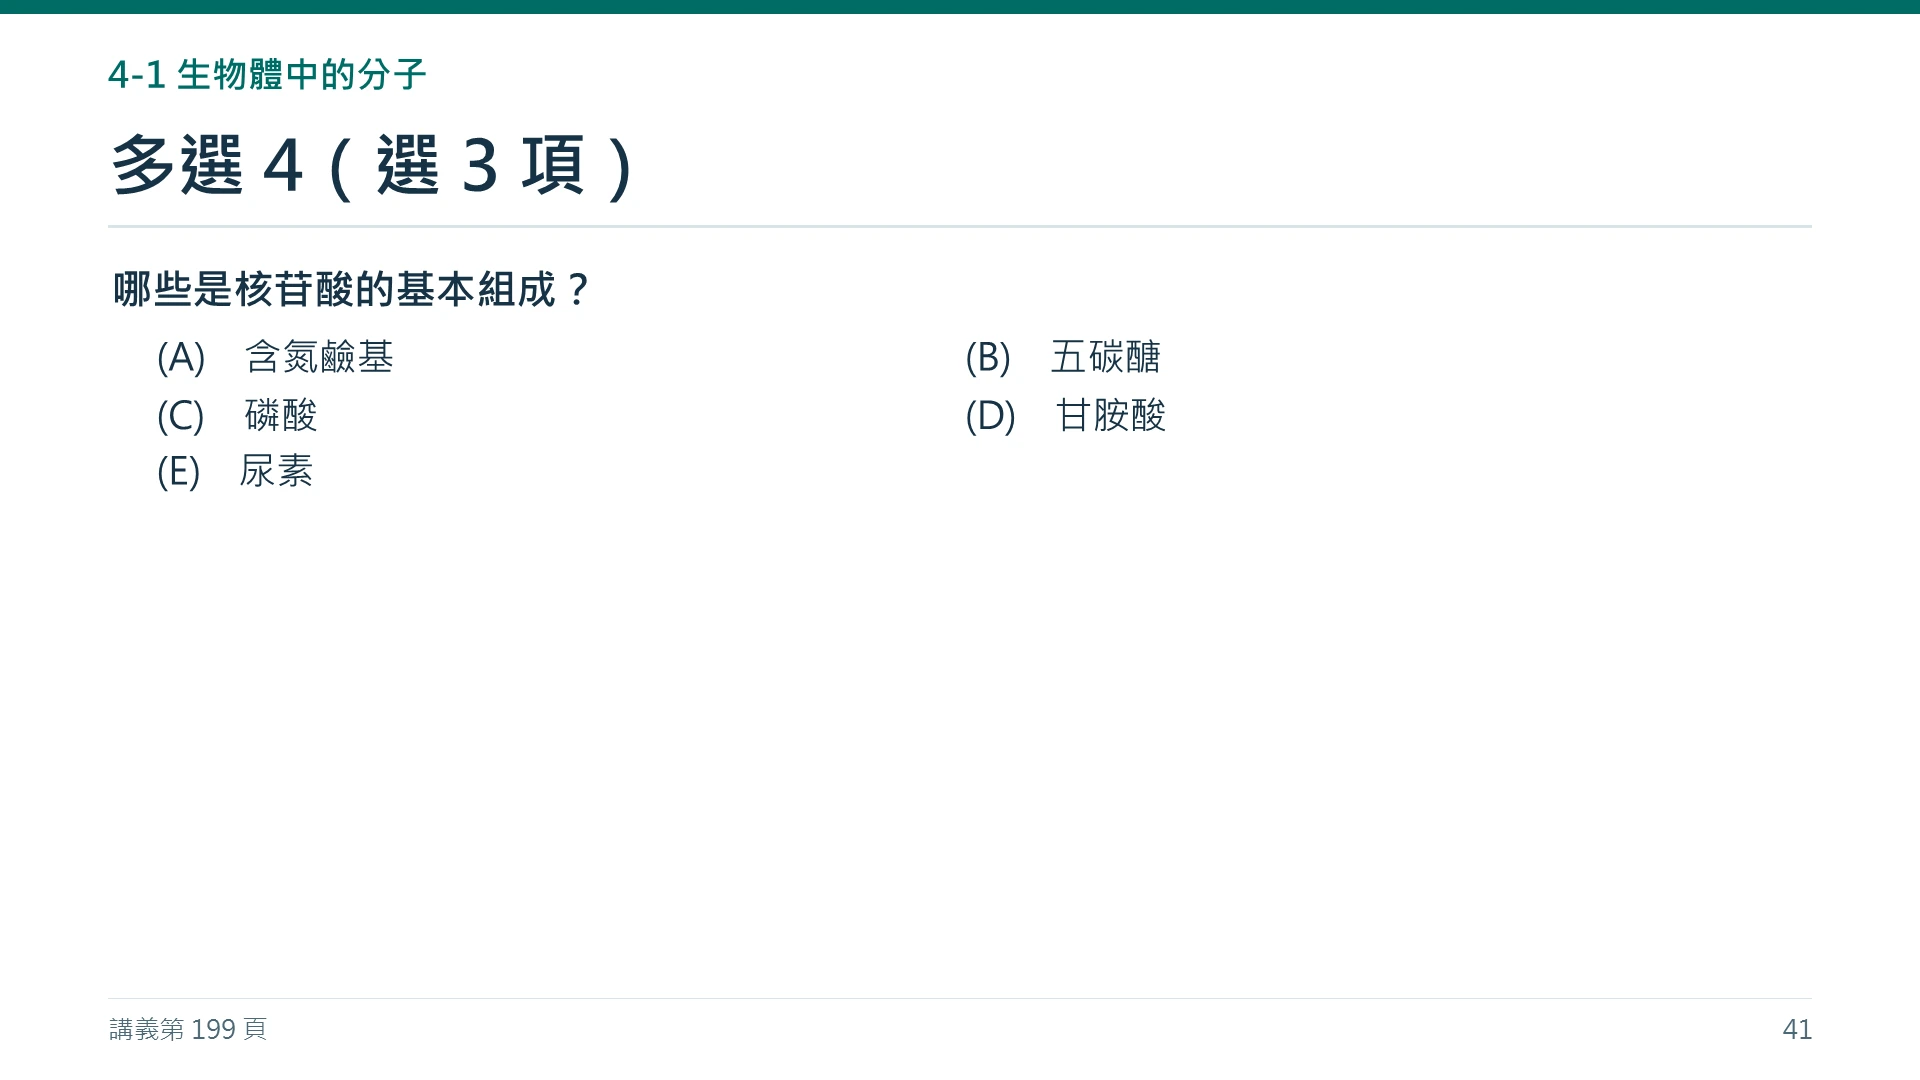 4-1 生物體中的分子
多選 4（選 3 項）
哪些是核苷酸的基本組成？
(A) 含氮鹼基
(B) 五碳醣
(C) 磷酸
(D) 甘胺酸
(E) 尿素
講義第 199 頁
41